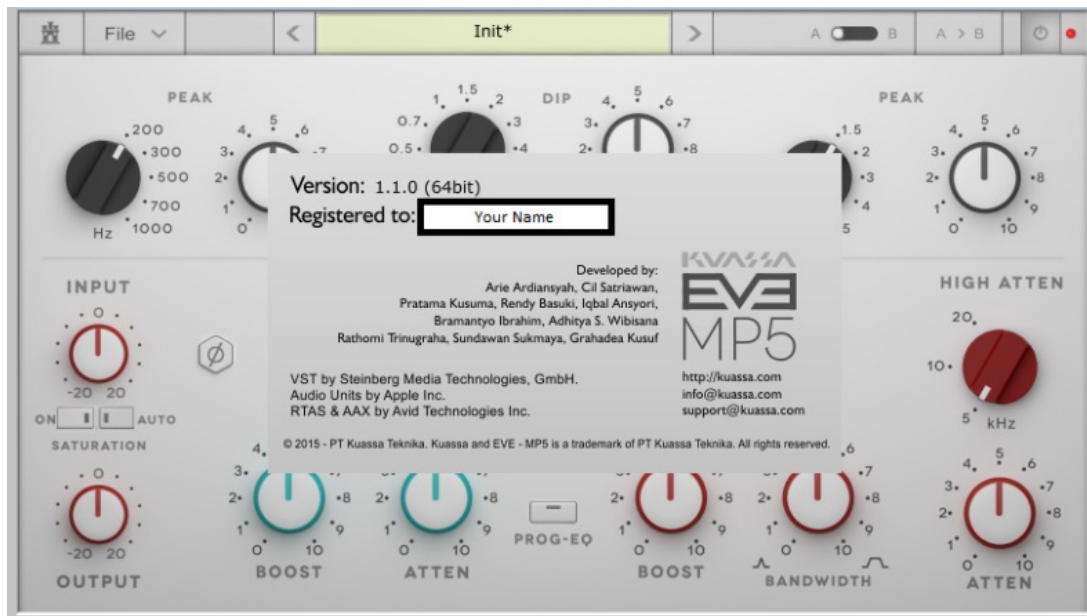 File
Init*
A B
A > B
PEAK
DIP
PEAK
200
300
500
700
1000
Hz
0 1 2 3 4 5 6 7
0.5 0.7 1 1.5 2 3 4
2 3 4 5 6 7 8
1.5 2 3 4 5
0 1 2 3 4 5 6 7 8 9 10
Version: 1.1.0 (64bit)
Registered to: Your Name
Developed by:
Arie Ardiansyah, Cil Satriawan,
Pratama Kusuma, Rendy Basuki, Iqbal Ansyori,
Bramantyo Ibrahim, Adhitya S. Wibisana
Rathomi Trinugraha, Sundawan Sukmaya, Grahadea Kusuf
KUASSA
EVE
MP5
VST by Steinberg Media Technologies, GmbH.
Audio Units by Apple Inc.
RTAS & AAX by Avid Technologies Inc.
http://kuassa.com
info@kuassa.com
support@kuassa.com
© 2015 - PT Kuassa Teknika. Kuassa and EVE - MP5 is a trademark of PT Kuassa Teknika. All rights reserved.
INPUT
0
-20 20
ON AUTO
SATURATION
0
-20 20
OUTPUT
HIGH ATTEN
20
10
5
kHz
0 1 2 3 4 8 9 10
BOOST
0 1 2 8 9 10
ATTEN
PROG-EQ
0 1 2 7 8 9 10
BOOST
0 1 2 6 7 8 9 10
BANDWIDTH
0 1 2 3 4 5 6 7 8 9 10
ATTEN